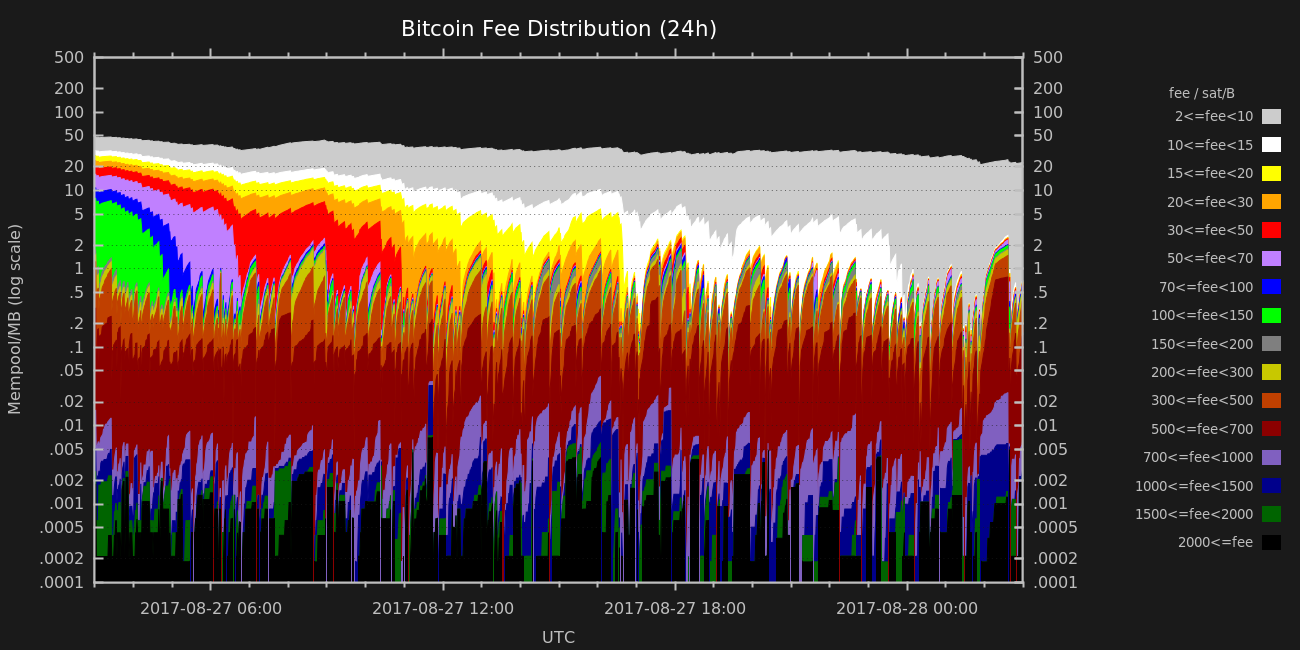 Bitcoin Fee Distribution (24h)
Mempool/MB (log scale)
500
200
100
50
20
10
5
2
1
.5
.2
.1
.05
.02
.01
.005
.002
.001
.0005
.0002
.0001
500
200
100
50
20
10
5
2
1
.5
.2
.1
.05
.02
.01
.005
.002
.001
.0005
.0002
.0001
fee / sat/B
2<=fee<10
10<=fee<15
15<=fee<20
20<=fee<30
30<=fee<50
50<=fee<70
70<=fee<100
100<=fee<150
150<=fee<200
200<=fee<300
300<=fee<500
500<=fee<700
700<=fee<1000
1000<=fee<1500
1500<=fee<2000
2000<=fee
2017-08-27 06:00 2017-08-27 12:00 2017-08-27 18:00 2017-08-28 00:00
UTC